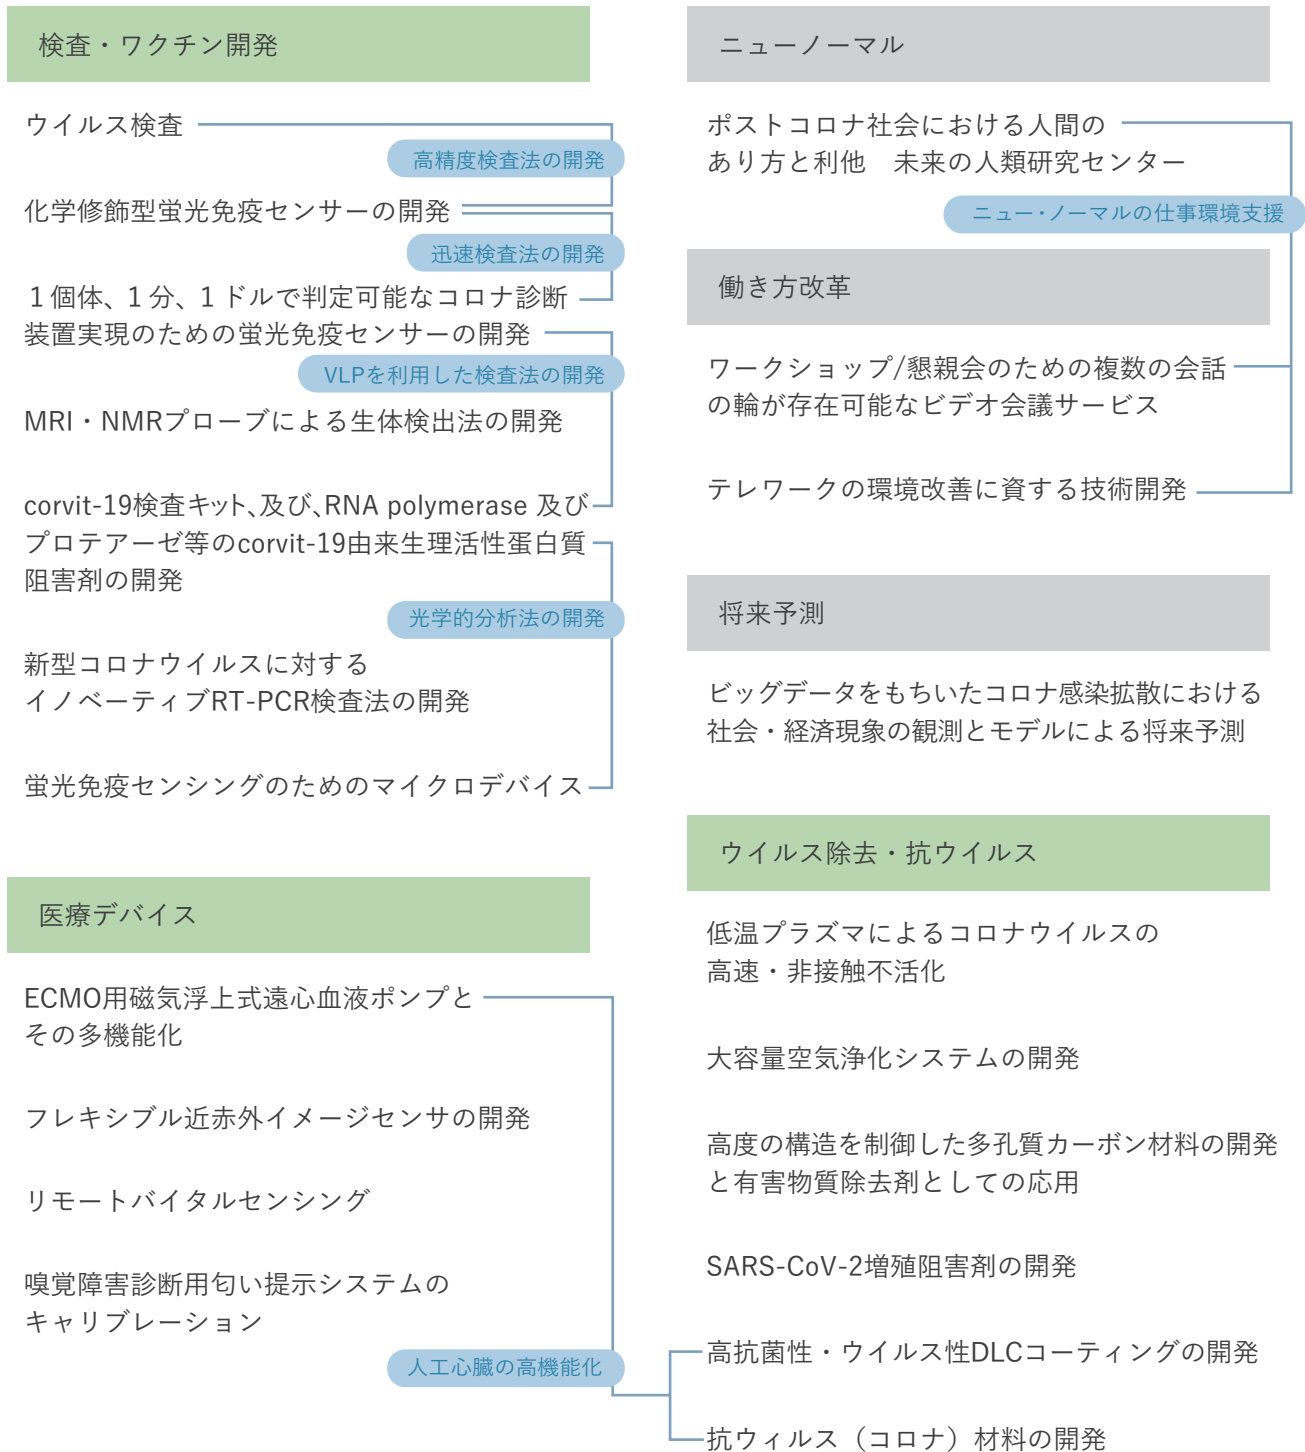 検査・ワクチン開発
ウイルス検査
高精度検査法の開発
化学修飾型蛍光免疫センサーの開発
迅速検査法の開発
１個体、１分、１ドルで判定可能なコロナ診断
装置実現のための蛍光免疫センサーの開発
VLPを利用した検査法の開発
MRI・NMRプローブによる生体検出法の開発
corvit-19検査キット、及び、RNA polymerase 及び
プロテアーゼ等のcorvit-19由来生理活性蛋白質
阻害剤の開発
光学的分析法の開発
新型コロナウイルスに対する
イノベーティブRT-PCR検査法の開発
蛍光免疫センシングのためのマイクロデバイス
医療デバイス
ECMO用磁気浮上式遠心血液ポンプと
その多機能化
フレキシブル近赤外イメージセンサの開発
リモートバイタルセンシング
嗅覚障害診断用匂い提示システムの
キャリブレーション
人工心臓の高機能化
ニューノーマル
ポストコロナ社会における人間の
あり方と利他　未来の人類研究センター
ニュー・ノーマルの仕事環境支援
働き方改革
ワークショップ/懇親会のための複数の会話
の輪が存在可能なビデオ会議サービス
テレワークの環境改善に資する技術開発
将来予測
ビッグデータをもちいたコロナ感染拡散における
社会・経済現象の観測とモデルによる将来予測
ウイルス除去・抗ウイルス
低温プラズマによるコロナウイルスの
高速・非接触不活化
大容量空気浄化システムの開発
高度の構造を制御した多孔質カーボン材料の開発
と有害物質除去剤としての応用
SARS-CoV-2増殖阻害剤の開発
高抗菌性・ウイルス性DLCコーティングの開発
抗ウィルス（コロナ）材料の開発